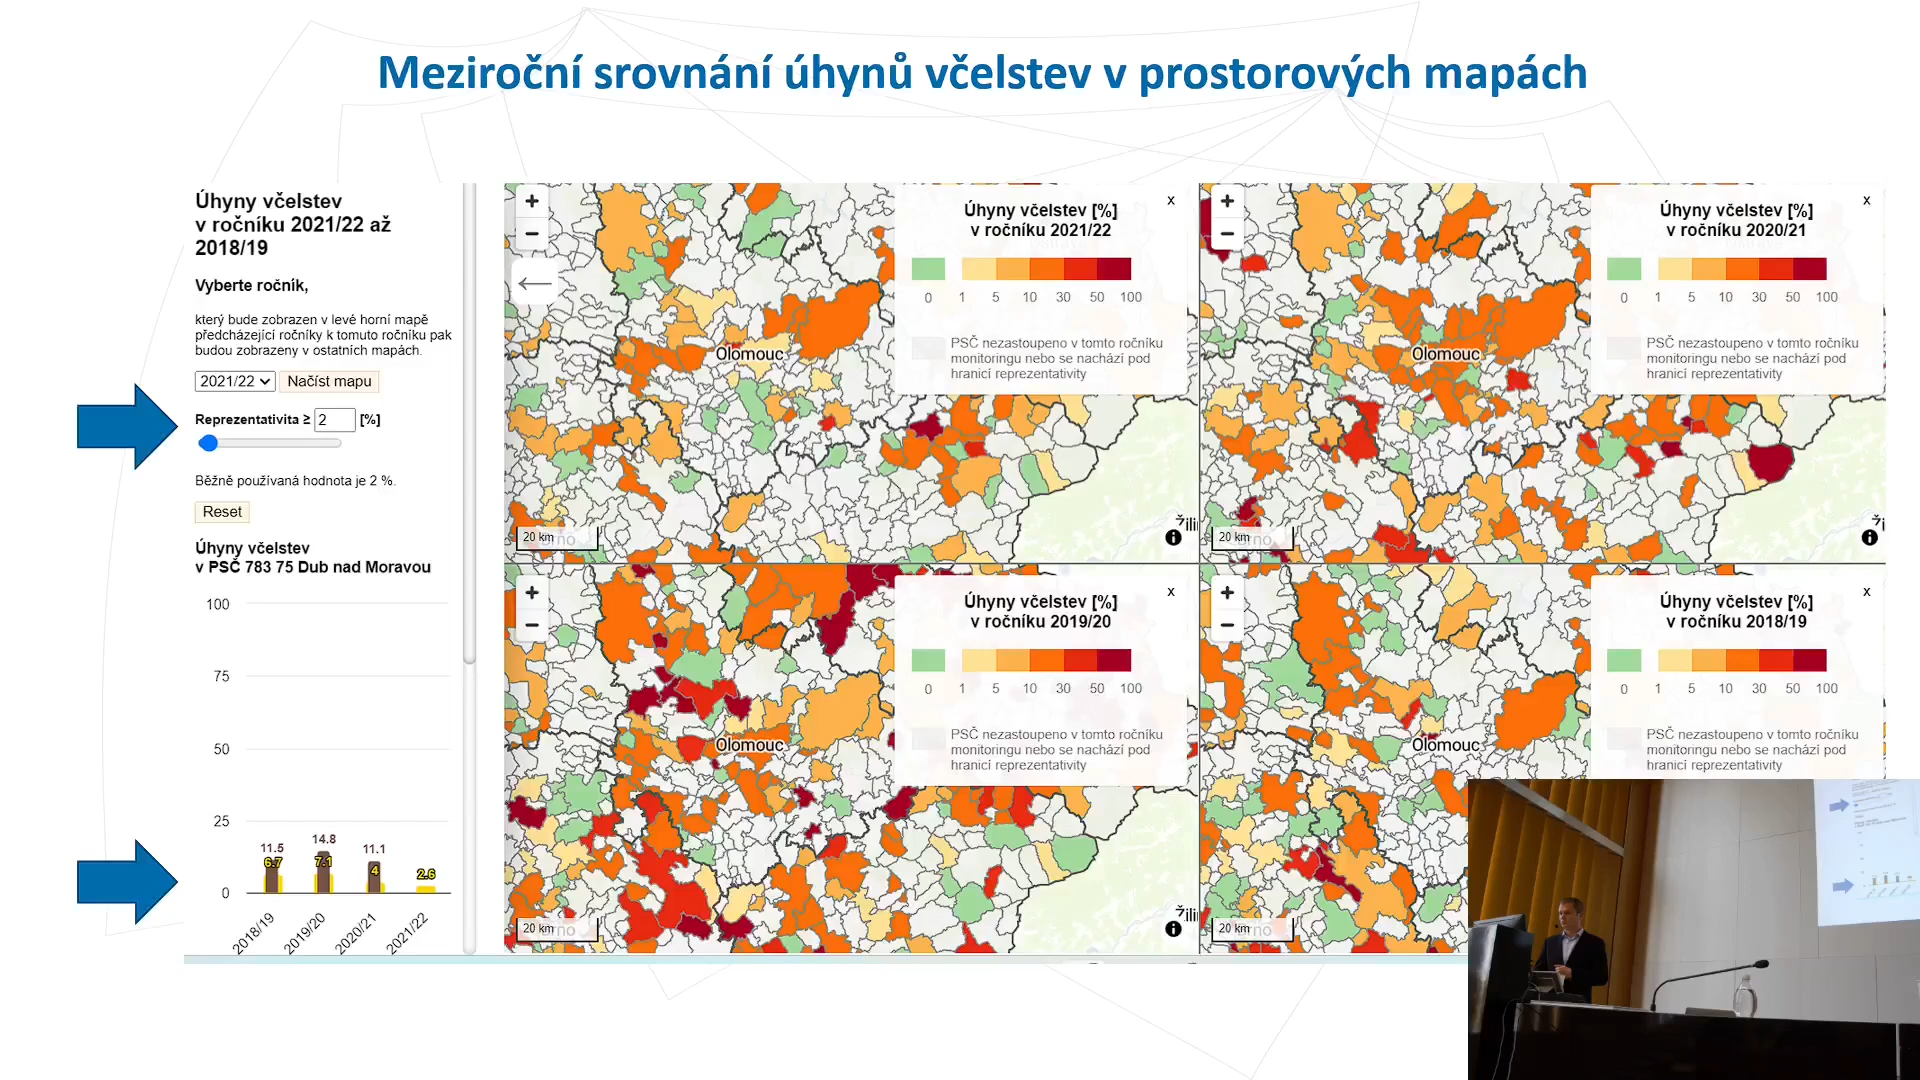 Meziroční srovnání úhynů včelstev v prostorových mapách
Úhyny včelstev
v ročníku 2021/22 až
2018/19
Vyberte ročník,
který bude zobrazen v levé horní mapě
předcházející ročníky k tomuto ročníku pak
budou zobrazeny v ostatních mapách.
2021/22 Načíst mapu
Reprezentativita ≥ 2 [%]
Běžně používaná hodnota je 2 %.
Reset
Úhyny včelstev
v PSČ 783 75 Dub nad Moravou
100
75
50
25
0
11.5 14.8 11.1
6.7 7.1 4 2.6
2018/19 2019/20 2020/21 2021/22
+
−
x
Úhyny včelstev [%]
v ročníku 2021/22
0 1 5 10 30 50 100
PSČ nezastoupeno v tomto ročníku
monitoringu nebo se nachází pod
hranicí reprezentativity
Olomouc
20 km
Žili
+
−
x
Úhyny včelstev [%]
v ročníku 2020/21
0 1 5 10 30 50 100
PSČ nezastoupeno v tomto ročníku
monitoringu nebo se nachází pod
hranicí reprezentativity
Olomouc
20 km
Ži
+
−
x
Úhyny včelstev [%]
v ročníku 2019/20
0 1 5 10 30 50 100
PSČ nezastoupeno v tomto ročníku
monitoringu nebo se nachází pod
hranicí reprezentativity
Olomouc
20 km
Žili
+
−
x
Úhyny včelstev [%]
v ročníku 2018/19
0 1 5 10 30 50 100
PSČ nezastoupeno v tomto ročníku
monitoringu nebo se nachází pod
hranicí reprezentativity
Olomouc
20 km